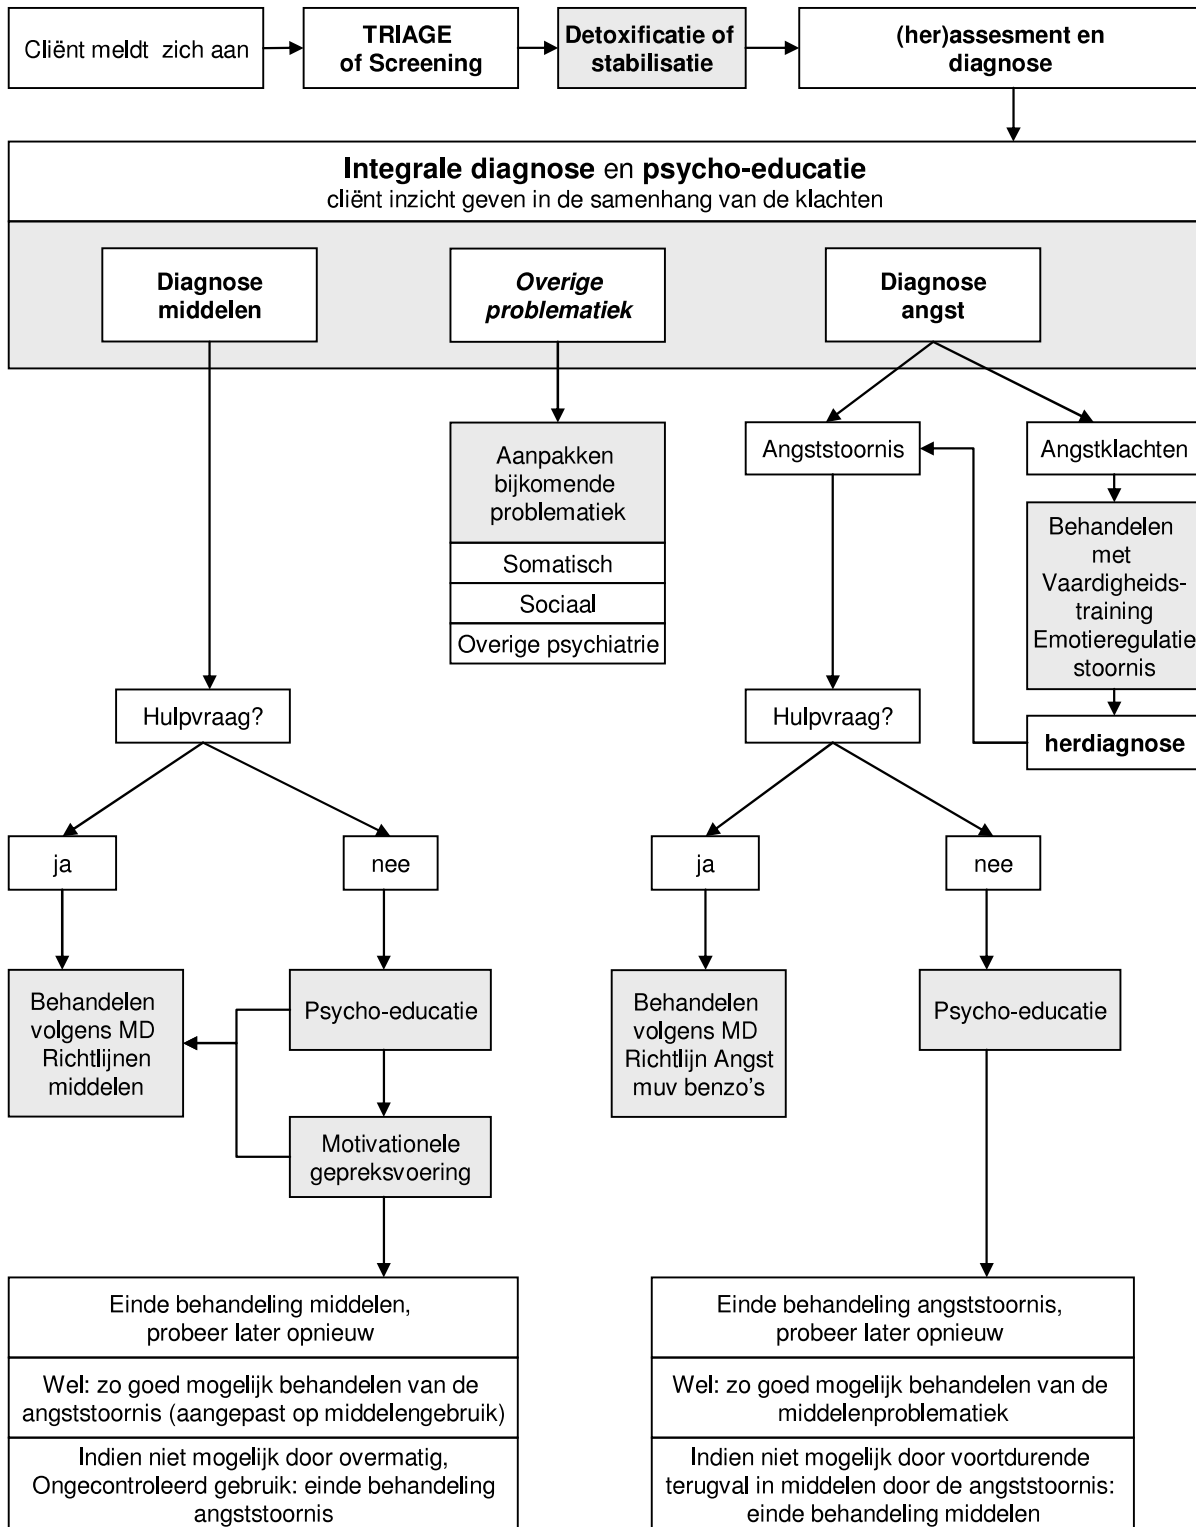 Cliënt meldt zich aan
TRIAGE
of Screening
Detoxificatie of
stabilisatie
(her)assesment en
diagnose
Integrale diagnose en psycho-educatie
cliënt inzicht geven in de samenhang van de klachten
Diagnose
middelen
Overige
problematiek
Diagnose
angst
Aanpakken
bijkomende
problematiek
Somatisch
Sociaal
Overige psychiatrie
Angststoornis
Angstklachten
Behandelen
met
Vaardigheids-
training
Emotieregulatie
stoornis
herdiagnose
Hulpvraag?
Hulpvraag?
ja
nee
ja
nee
Behandelen
volgens MD
Richtlijnen
middelen
Psycho-educatie
Motivationele
gepreksvoering
Behandelen
volgens MD
Richtlijn Angst
muv benzo's
Psycho-educatie
Einde behandeling middelen,
probeer later opnieuw
Wel: zo goed mogelijk behandelen van de
angststoornis (aangepast op middelengebruik)
Indien niet mogelijk door overmatig,
Ongecontroleerd gebruik: einde behandeling
angststoornis
Einde behandeling angststoornis,
probeer later opnieuw
Wel: zo goed mogelijk behandelen van de
middelenproblematiek
Indien niet mogelijk door voortdurende
terugval in middelen door de angststoornis:
einde behandeling middelen